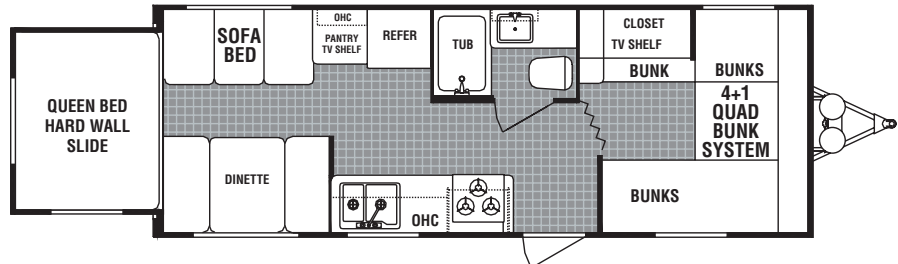 QUEEN BED
HARD WALL
SLIDE
SOFA
BED
OHC
PANTRY
TV SHELF
REFER
TUB
CLOSET
TV SHELF
BUNK
BUNKS
4+1
QUAD
BUNK
SYSTEM
DINETTE
OHC
BUNKS